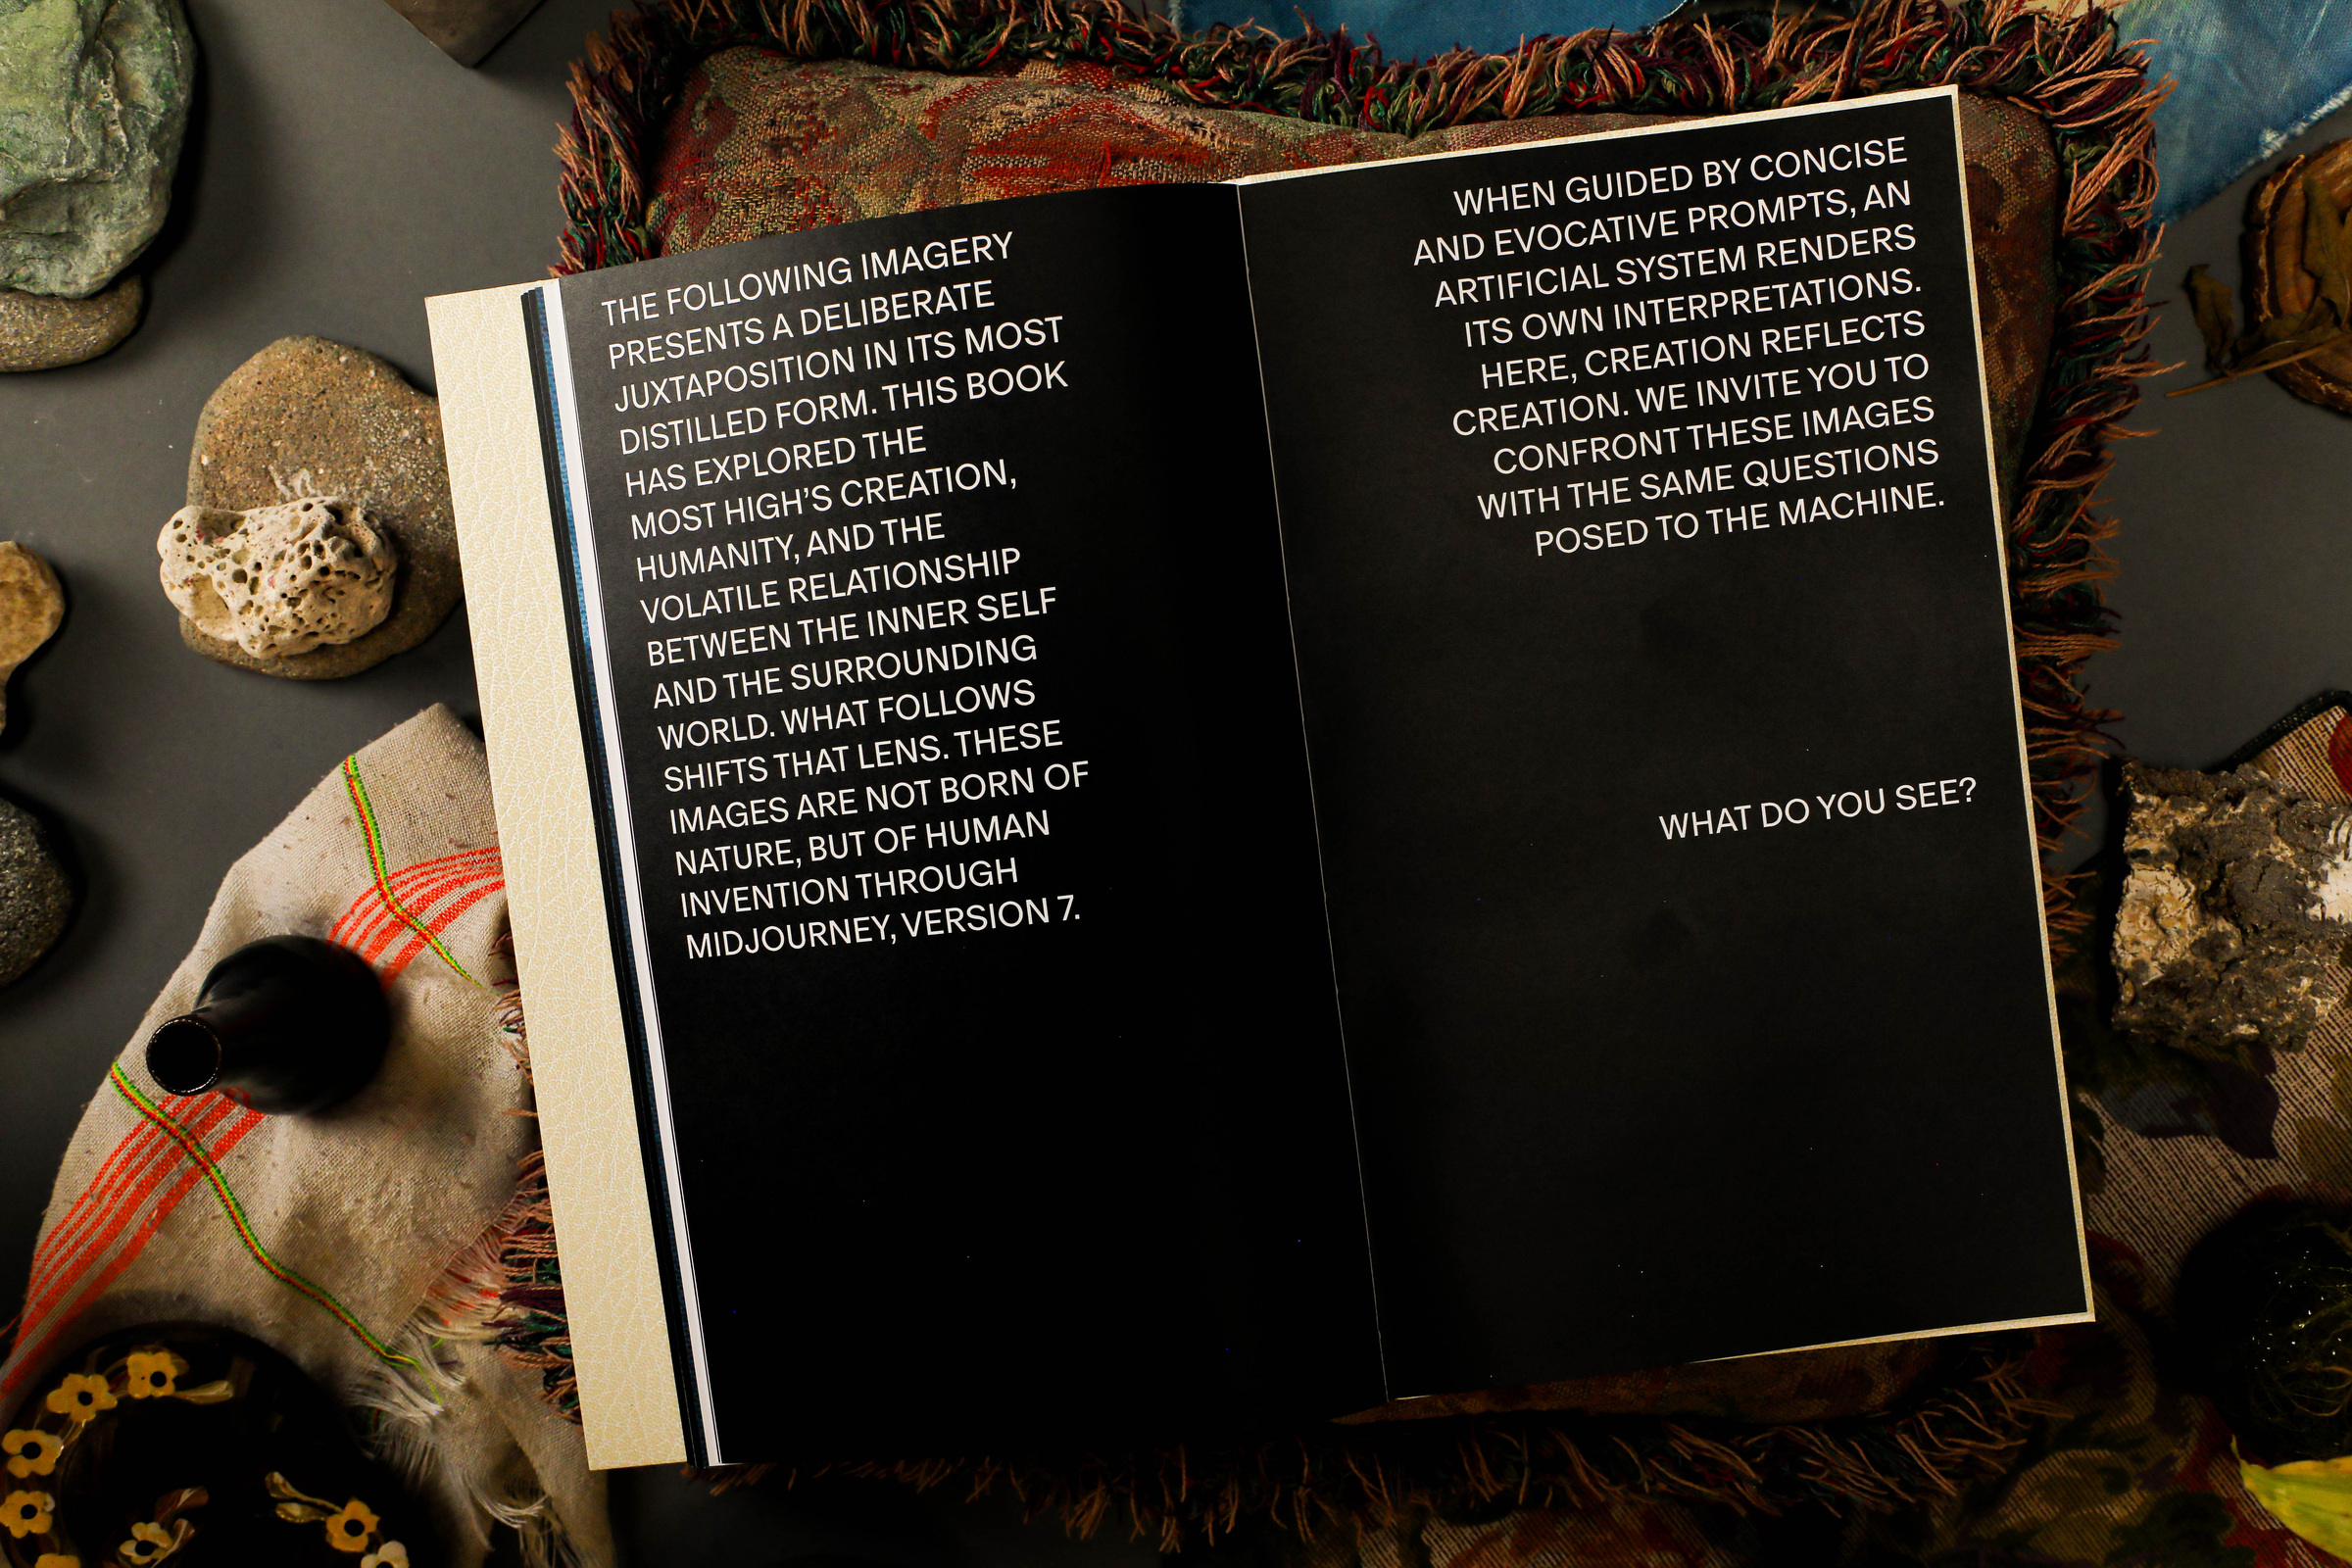 THE FOLLOWING IMAGERY
PRESENTS A DELIBERATE
JUXTAPOSITION IN ITS MOST
DISTILLED FORM. THIS BOOK
HAS EXPLORED THE
MOST HIGH’S CREATION,
HUMANITY, AND THE
VOLATILE RELATIONSHIP
BETWEEN THE INNER SELF
AND THE SURROUNDING
WORLD. WHAT FOLLOWS
SHIFTS THAT LENS. THESE
IMAGES ARE NOT BORN OF
NATURE, BUT OF HUMAN
INVENTION THROUGH
MIDJOURNEY, VERSION 7.
WHEN GUIDED BY CONCISE
AND EVOCATIVE PROMPTS, AN
ARTIFICIAL SYSTEM RENDERS
ITS OWN INTERPRETATIONS.
HERE, CREATION REFLECTS
CREATION. WE INVITE YOU TO
CONFRONT THESE IMAGES
WITH THE SAME QUESTIONS
POSED TO THE MACHINE.
WHAT DO YOU SEE?